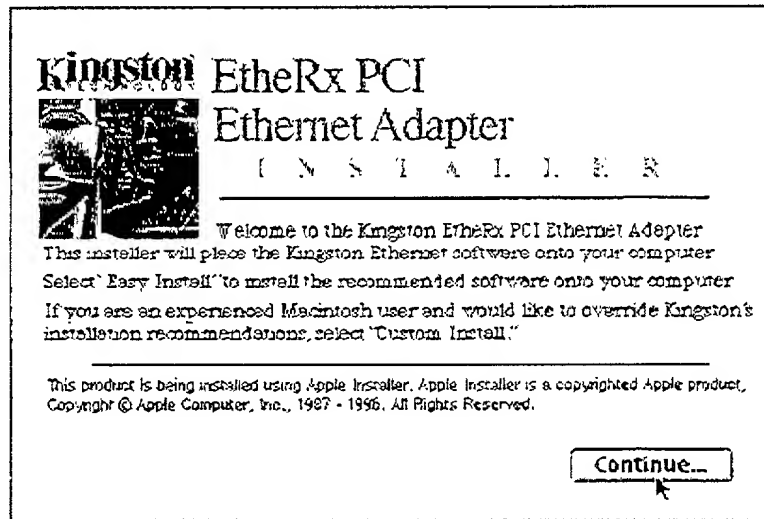 Kingston
TECHNOLOGY
EtheRx PCI
Ethernet Adapter
INSTALLER
Welcome to the Kingston EtheRx PCI Ethernet Adapter
This installer will place the Kingston Ethernet software onto your computer
Select "Easy Install" to install the recommended software onto your computer
If you are an experienced Macintosh user and would like to override Kingston's
installation recommendations, select "Custom Install."
This product is being installed using Apple Installer. Apple Installer is a copyrighted Apple product,
Copyright © Apple Computer, Inc., 1987 - 1996. All Rights Reserved.
Continue...